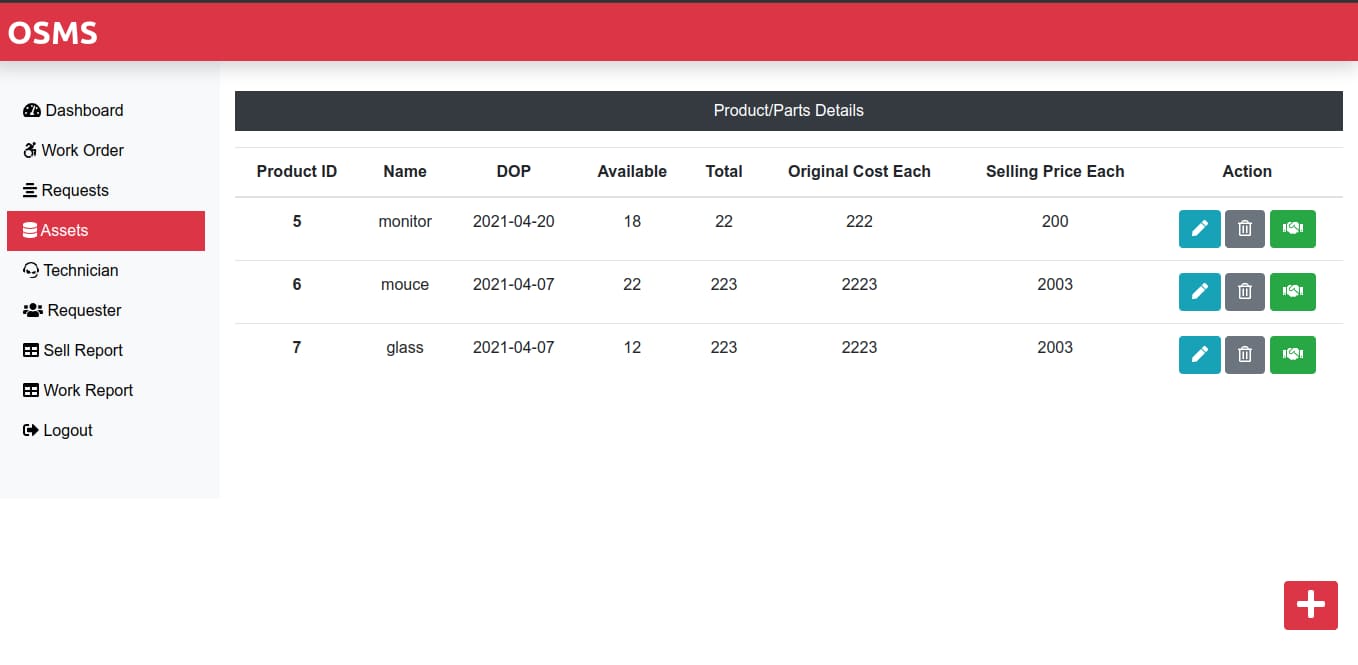 OSMS
Dashboard
Work Order
Requests
Assets
Technician
Requester
Sell Report
Work Report
Logout
Product/Parts Details
Product ID Name DOP Available Total Original Cost Each Selling Price Each Action
5 monitor 2021-04-20 18 22 222 200
6 mouce 2021-04-07 22 223 2223 2003
7 glass 2021-04-07 12 223 2223 2003